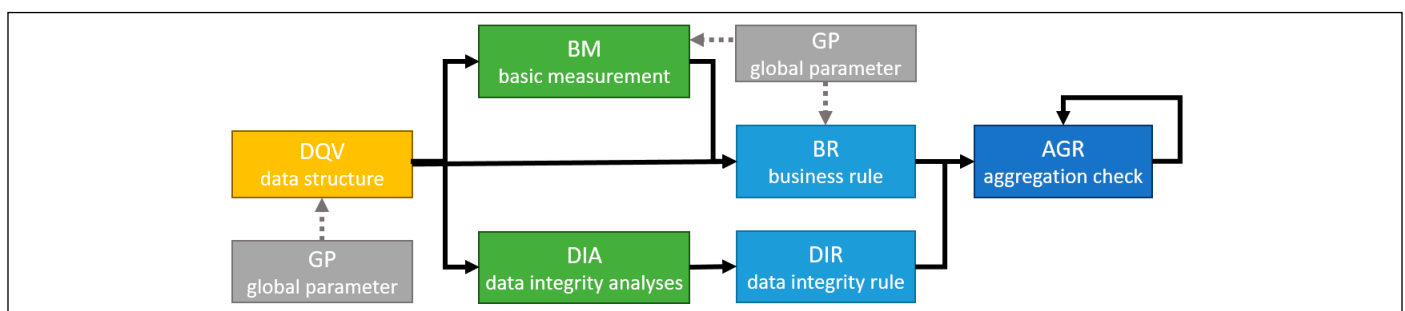 BM
basic measurement
GP
global parameter
DQV
data structure
BR
business rule
AGR
aggregation check
GP
global parameter
DIA
data integrity analyses
DIR
data integrity rule